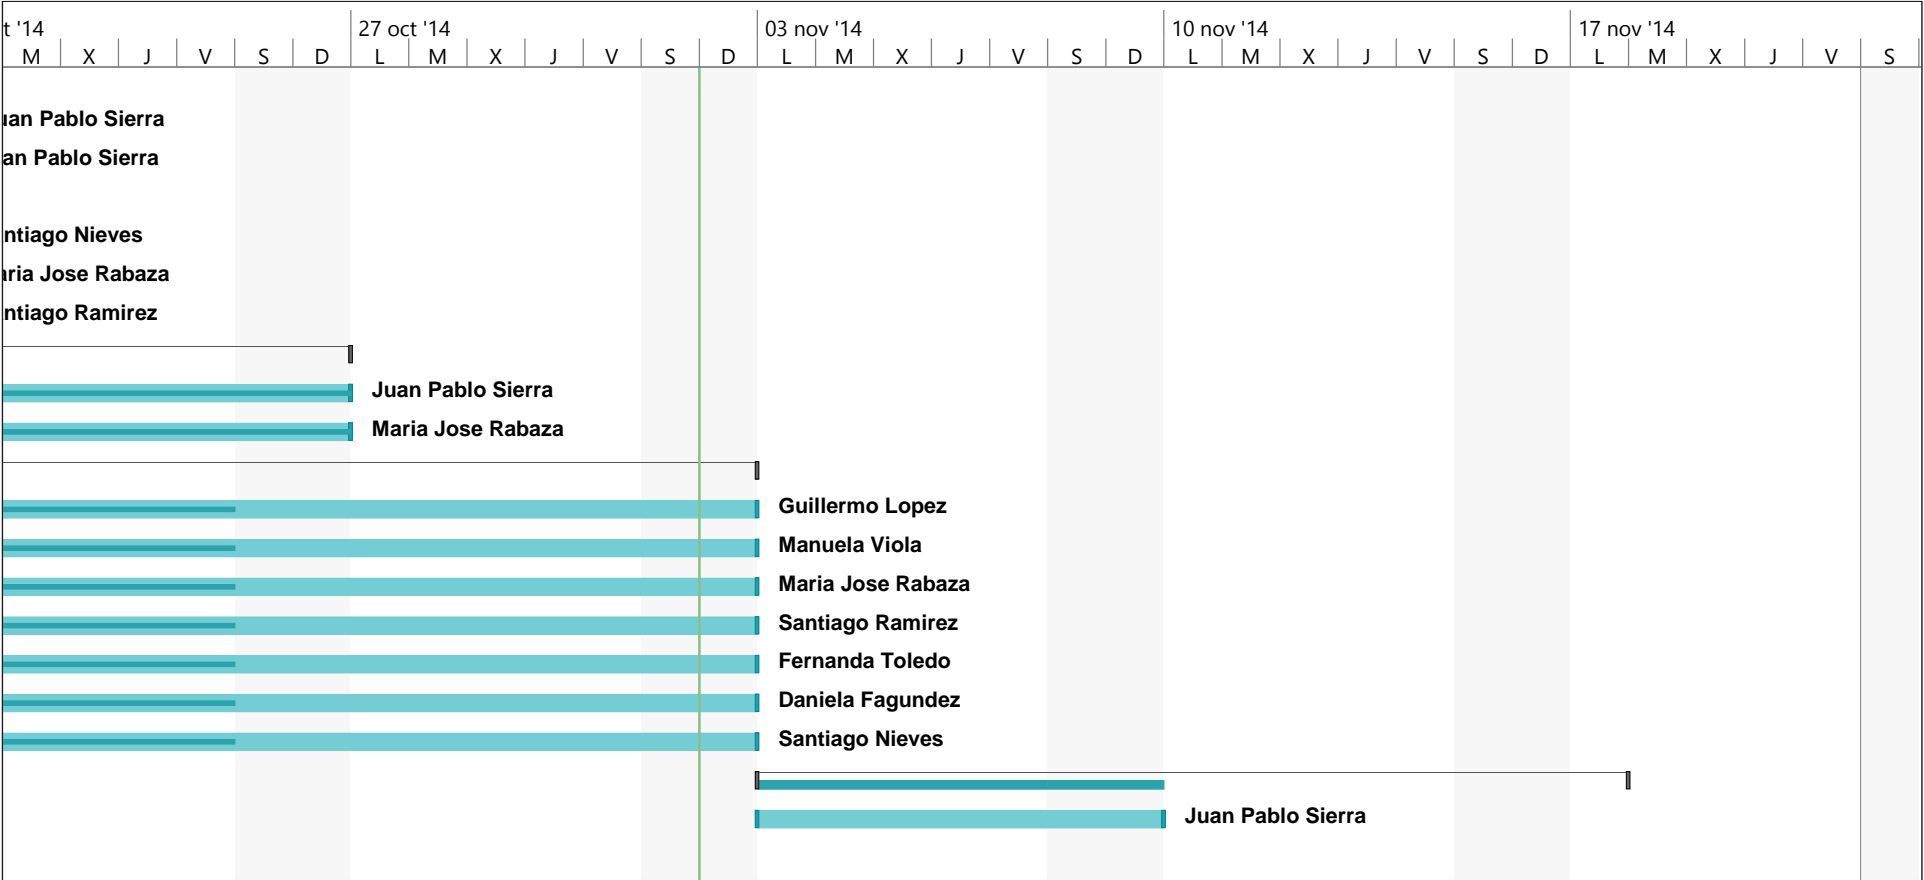 t '14 27 oct '14 03 nov '14 10 nov '14 17 nov '14
M X J V S D L M X J V S D L M X J V S D L M X J V S D L M X J V S
uan Pablo Sierra
an Pablo Sierra
ntiago Nieves
aria Jose Rabaza
ntiago Ramirez
Juan Pablo Sierra
Maria Jose Rabaza
Guillermo Lopez
Manuela Viola
Maria Jose Rabaza
Santiago Ramirez
Fernanda Toledo
Daniela Fagundez
Santiago Nieves
Juan Pablo Sierra